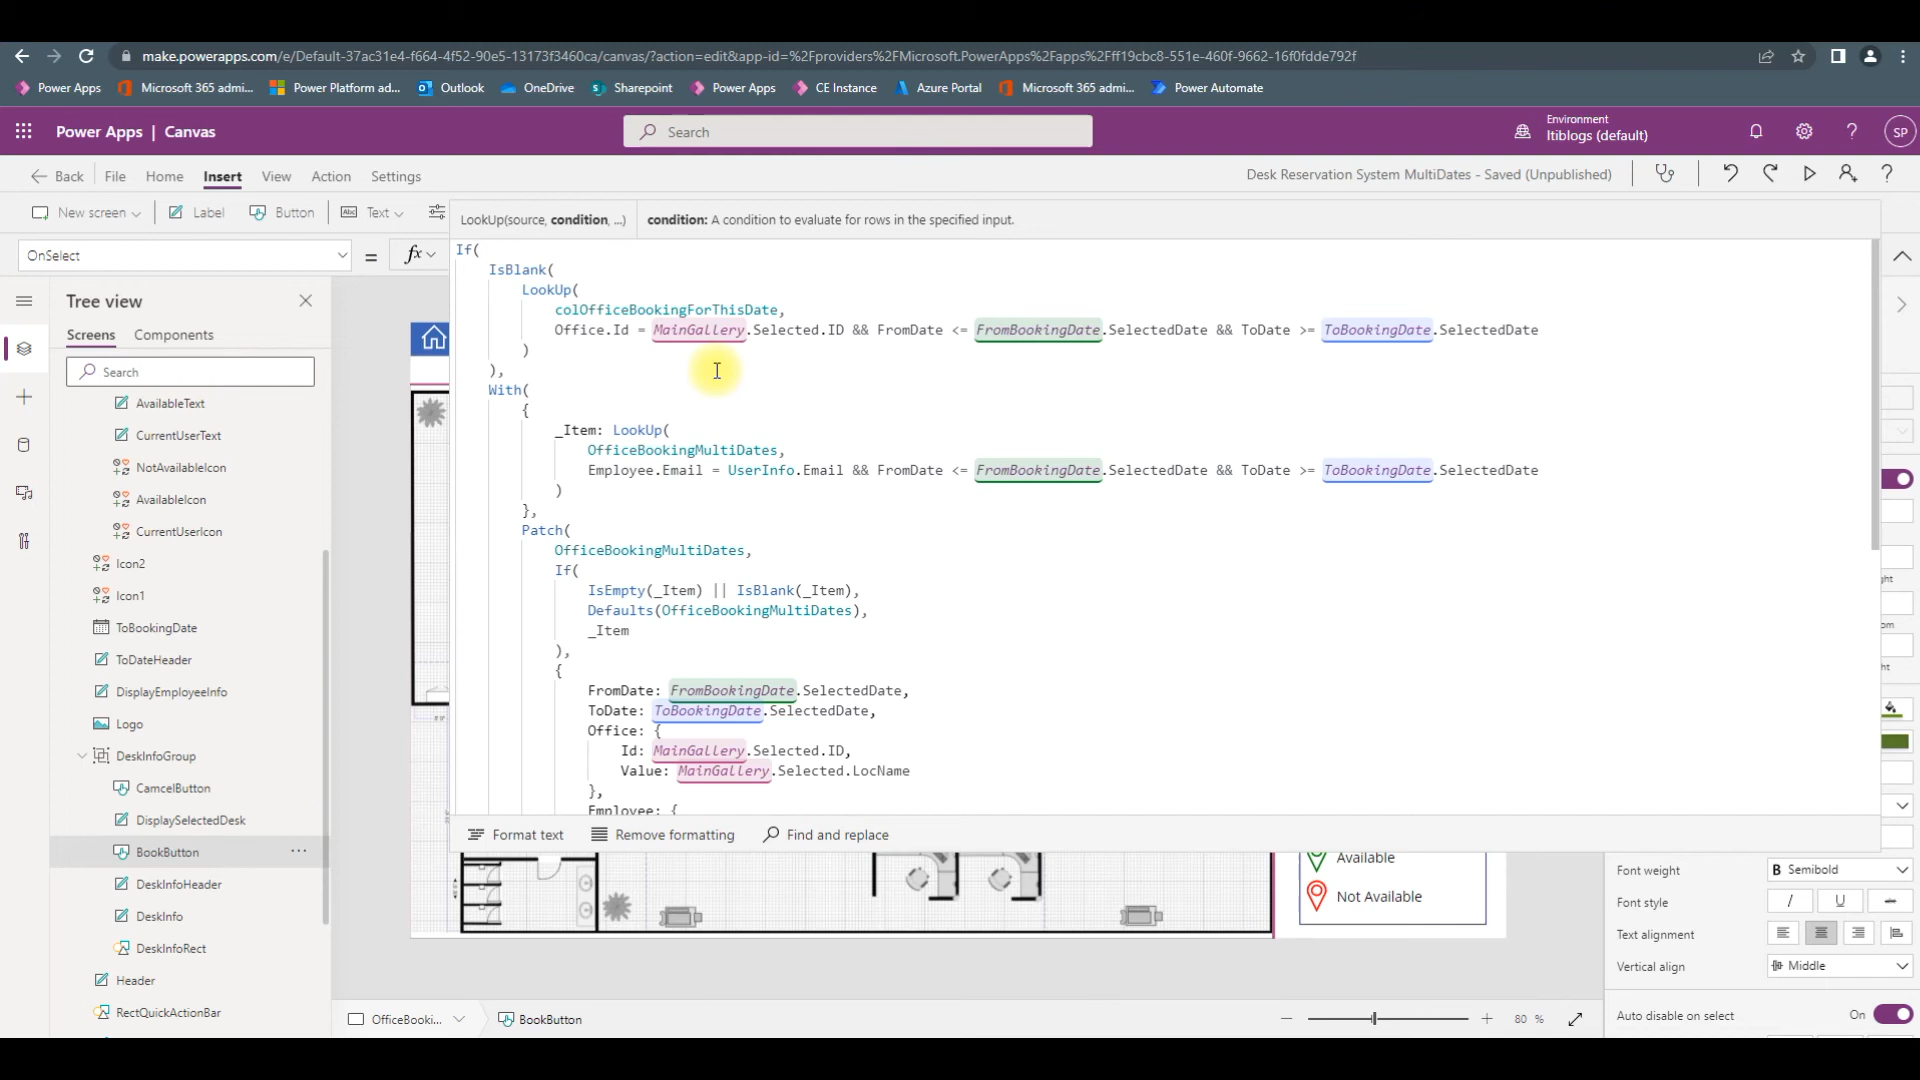 make.powerapps.com/e/Default-37ac31e4-f664-4f52-90e5-13173f3460ca/canvas/?action=edit&app-id=%2Fproviders%2FMicrosoft.PowerApps%2Fapps%2Fff19cbc8-551e-460f-9662-16f0fdde792f
Power Apps Microsoft 365 admi... Power Platform ad... Outlook OneDrive Sharepoint Power Apps CE Instance Azure Portal Microsoft 365 admi... Power Automate
Power Apps | Canvas
Search
Environment
ltiblogs (default)
SP
Back File Home Insert View Action Settings
Desk Reservation System MultiDates - Saved (Unpublished)
New screen Label Button Text
LookUp(source, condition, ...) condition: A condition to evaluate for rows in the specified input.
OnSelect = fx
If(
IsBlank(
LookUp(
colOfficeBookingForThisDate,
Office.Id = MainGallery.Selected.ID && FromDate <= FromBookingDate.SelectedDate && ToDate >= ToBookingDate.SelectedDate
)
),
With(
{
_Item: LookUp(
OfficeBookingMultiDates,
Employee.Email = UserInfo.Email && FromDate <= FromBookingDate.SelectedDate && ToDate >= ToBookingDate.SelectedDate
)
},
Patch(
OfficeBookingMultiDates,
If(
IsEmpty(_Item) || IsBlank(_Item),
Defaults(OfficeBookingMultiDates),
_Item
),
{
FromDate: FromBookingDate.SelectedDate,
ToDate: ToBookingDate.SelectedDate,
Office: {
Id: MainGallery.Selected.ID,
Value: MainGallery.Selected.LocName
},
Employee: {
Format text Remove formatting Find and replace
Tree view
Screens Components
Search
AvailableText
CurrentUserText
NotAvailableIcon
AvailableIcon
CurrentUserIcon
Icon2
Icon1
ToBookingDate
ToDateHeader
DisplayEmployeeInfo
Logo
DeskInfoGroup
CamcelButton
DisplaySelectedDesk
BookButton ...
DeskInfoHeader
DeskInfo
DeskInfoRect
Header
RectQuickActionBar
Available
Not Available
ght
om
ht
Font weight B Semibold
Font style / U abc
Text alignment
Vertical align Middle
Auto disable on select On
OfficeBooki... BookButton
80 %